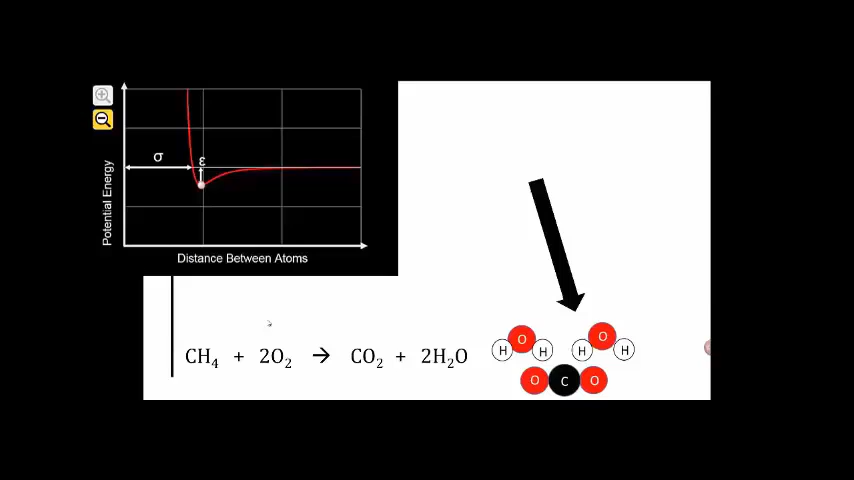 σ
ε
Potential Energy
Distance Between Atoms
CH₄ + 2O₂ → CO₂ + 2H₂O
O O
H H H H
O C O